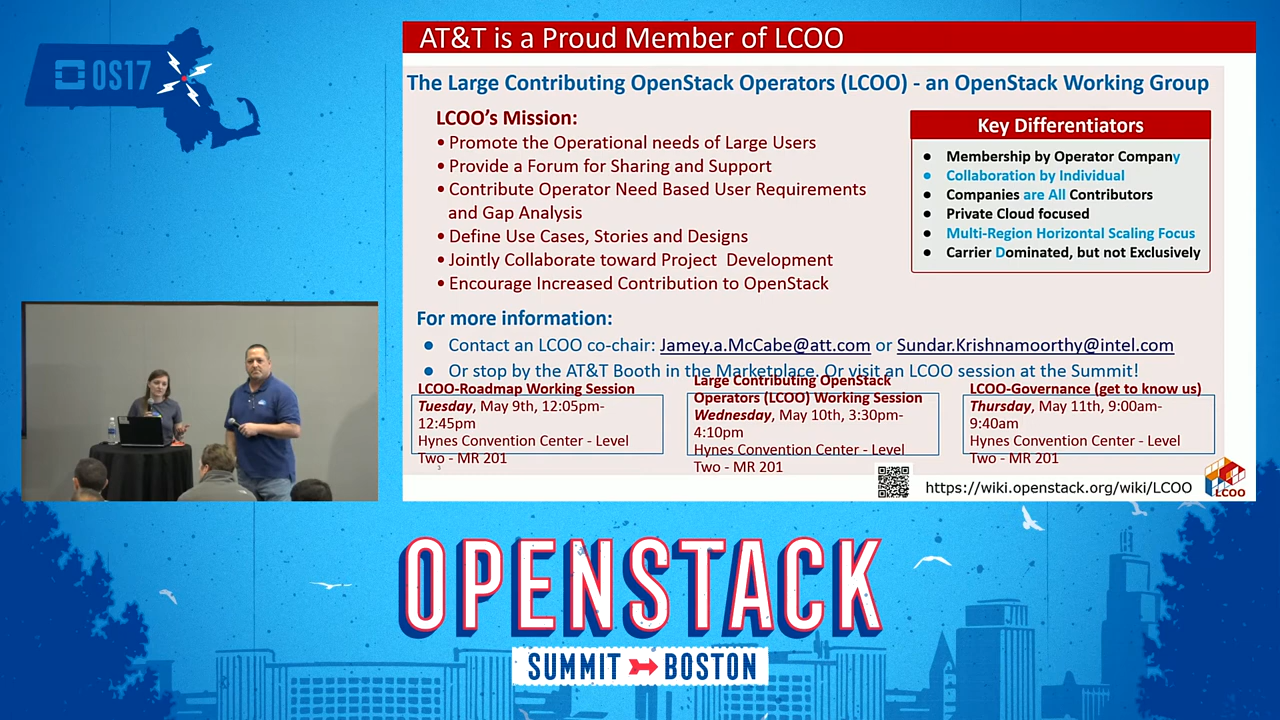 OS17
AT&T is a Proud Member of LCOO
The Large Contributing OpenStack Operators (LCOO) - an OpenStack Working Group
LCOO's Mission:
• Promote the Operational needs of Large Users
• Provide a Forum for Sharing and Support
• Contribute Operator Need Based User Requirements
and Gap Analysis
• Define Use Cases, Stories and Designs
• Jointly Collaborate toward Project Development
• Encourage Increased Contribution to OpenStack
Key Differentiators
● Membership by Operator Company
● Collaboration by Individual
● Companies are All Contributors
● Private Cloud focused
● Multi-Region Horizontal Scaling Focus
● Carrier Dominated, but not Exclusively
For more information:
● Contact an LCOO co-chair: Jamey.a.McCabe@att.com or Sundar.Krishnamoorthy@intel.com
● Or stop by the AT&T Booth in the Marketplace. Or visit an LCOO session at the Summit!
LCOO-Roadmap Working Session
Tuesday, May 9th, 12:05pm-
12:45pm
Hynes Convention Center - Level
Two - MR 201
Large Contributing OpenStack
Operators (LCOO) Working Session
Wednesday, May 10th, 3:30pm-
4:10pm
Hynes Convention Center - Level
Two - MR 201
LCOO-Governance (get to know us)
Thursday, May 11th, 9:00am-
9:40am
Hynes Convention Center - Level
Two - MR 201
3
https://wiki.openstack.org/wiki/LCOO
LCOO
OPENSTACK
SUMMIT BOSTON